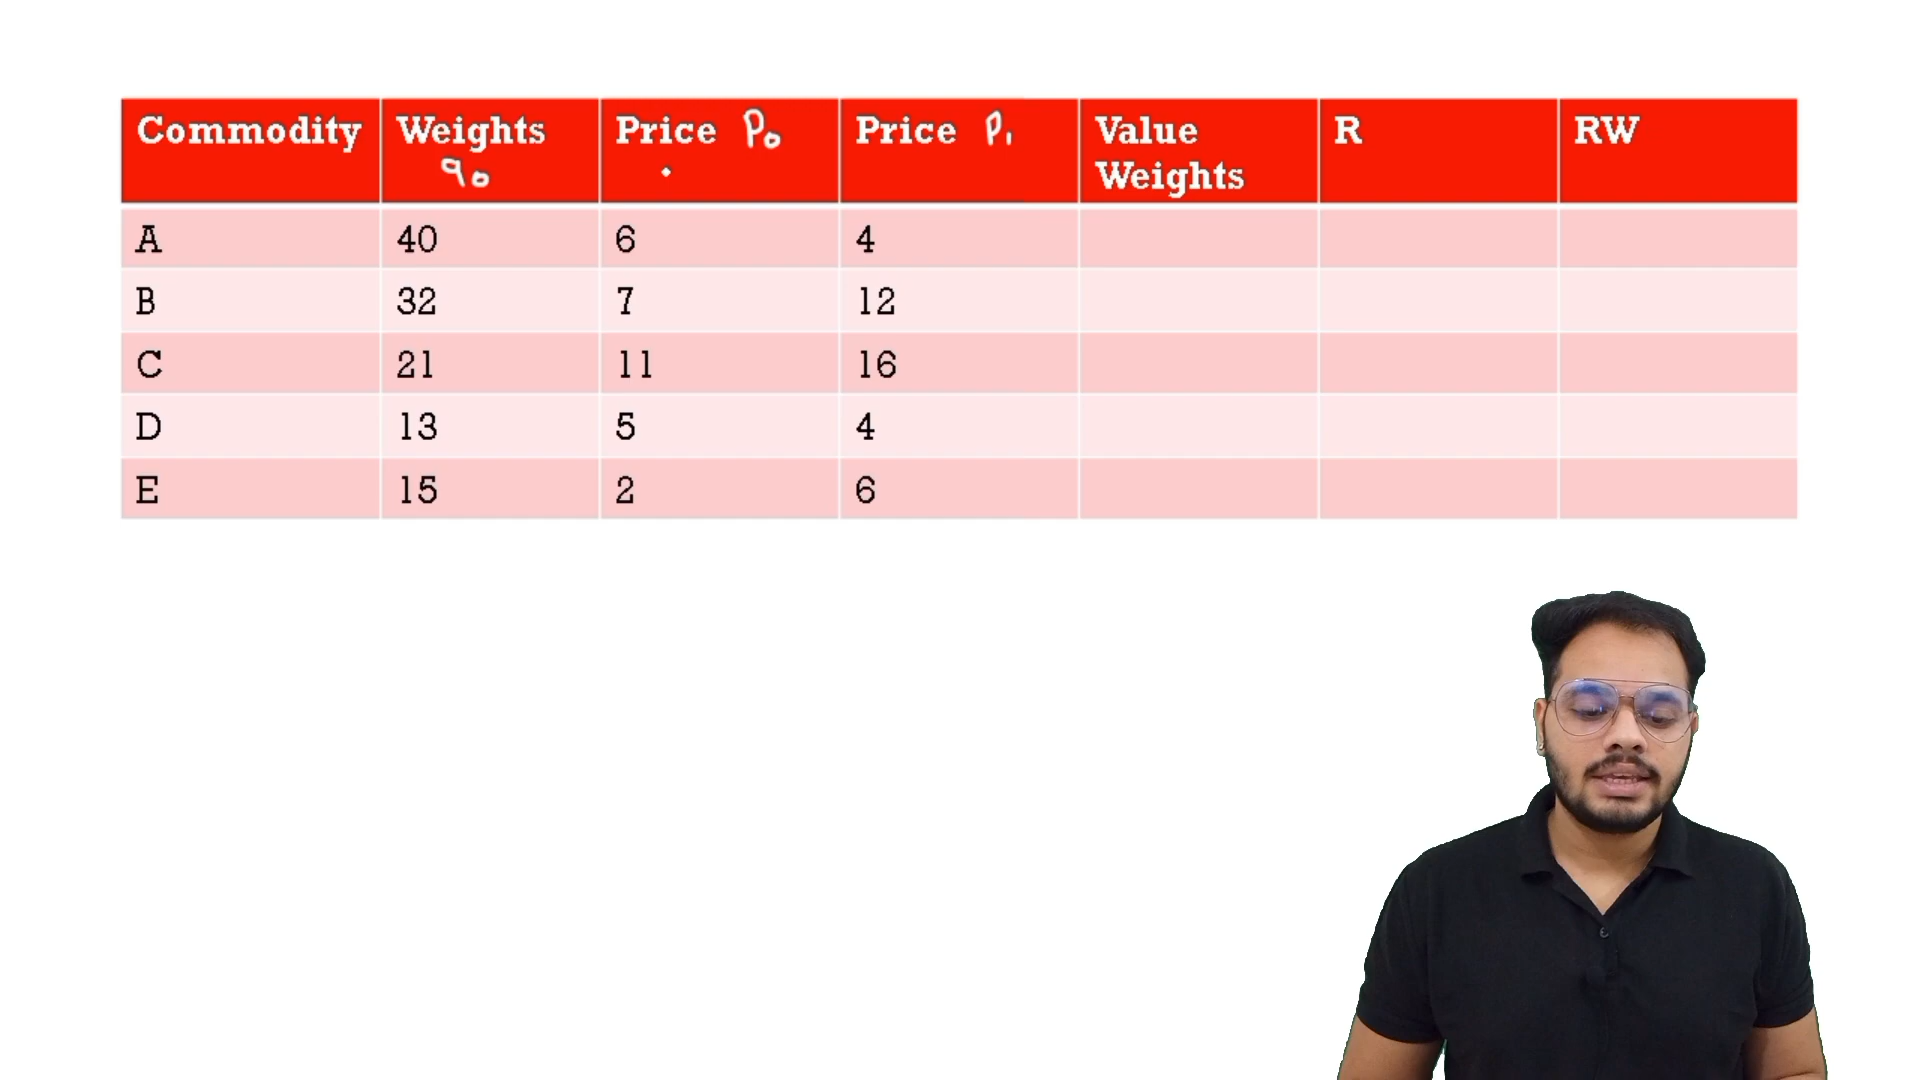 Commodity Weights q₀ Price P₀ Price P₁ Value Weights R RW
A 40 6 4
B 32 7 12
C 21 11 16
D 13 5 4
E 15 2 6